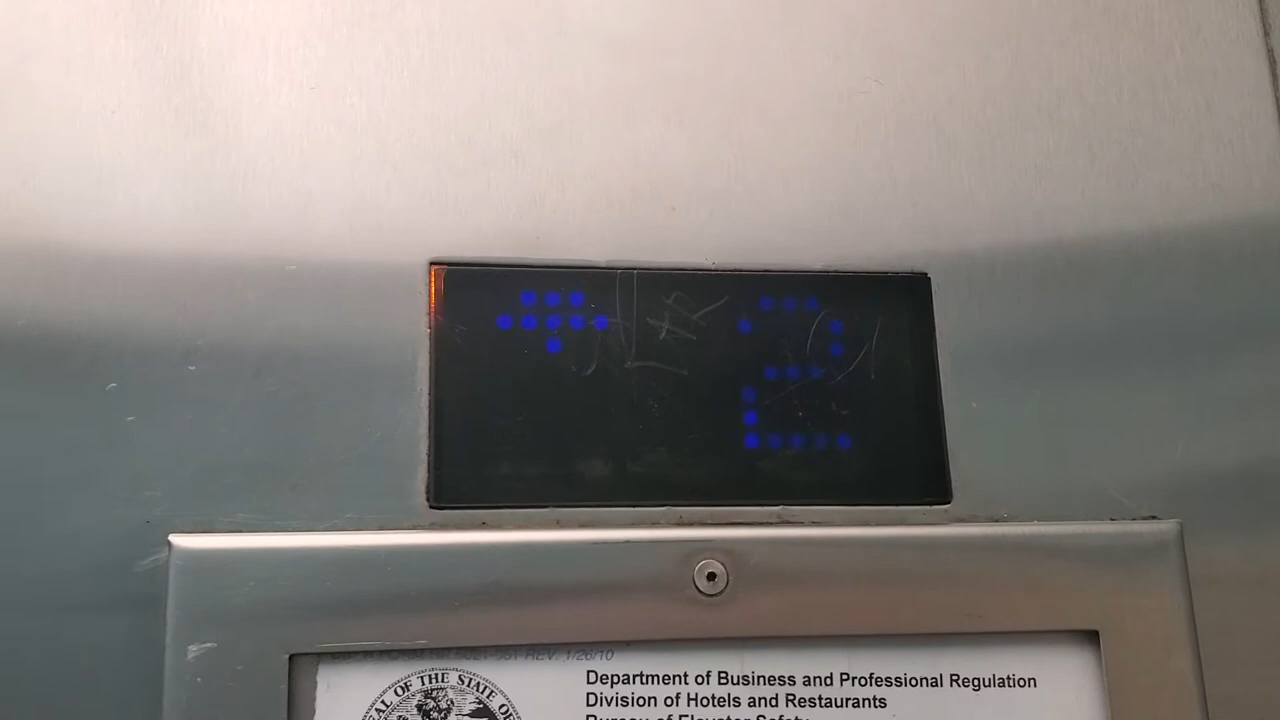 2
REV. 1/26/10
OF THE STATE OF
Department of Business and Professional Regulation
Division of Hotels and Restaurants
Bureau of Elevator Safety